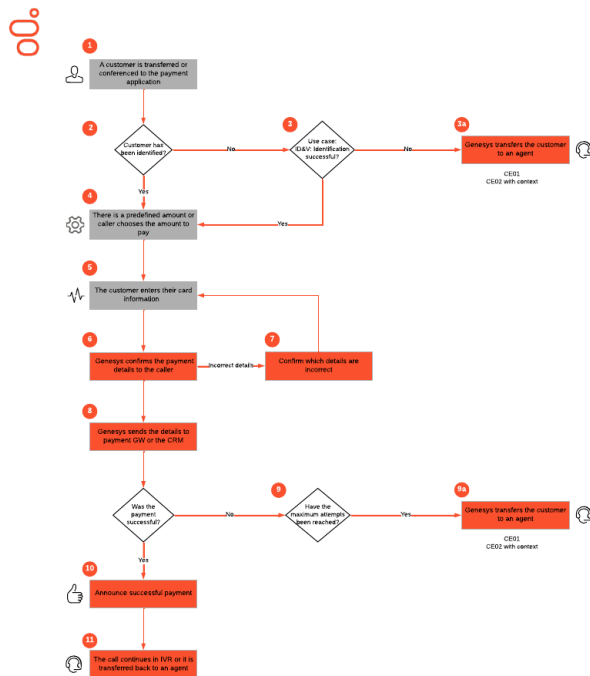 1
A customer is transferred or
conferenced to the payment
application
2
Customer has
been identified?
No
3
Use case:
ID&V: Identification
successful?
No
3a
Genesys transfers the customer
to an agent
CE01
CE02 with context
Yes
Yes
4
There is a predefined amount or
caller chooses the amount to
pay
5
The customer enters their card
information
6
Genesys confirms the payment
details to the caller
Incorrect details
7
Confirm which details are
incorrect
8
Genesys sends the details to
payment GW or the CRM
Was the
payment
successful?
No
9
Have the
maximum attempts
been reached?
Yes
9a
Genesys transfers the customer
to an agent
CE01
CE02 with context
Yes
10
Announce successful payment
11
The call continues in IVR or it is
transferred back to an agent